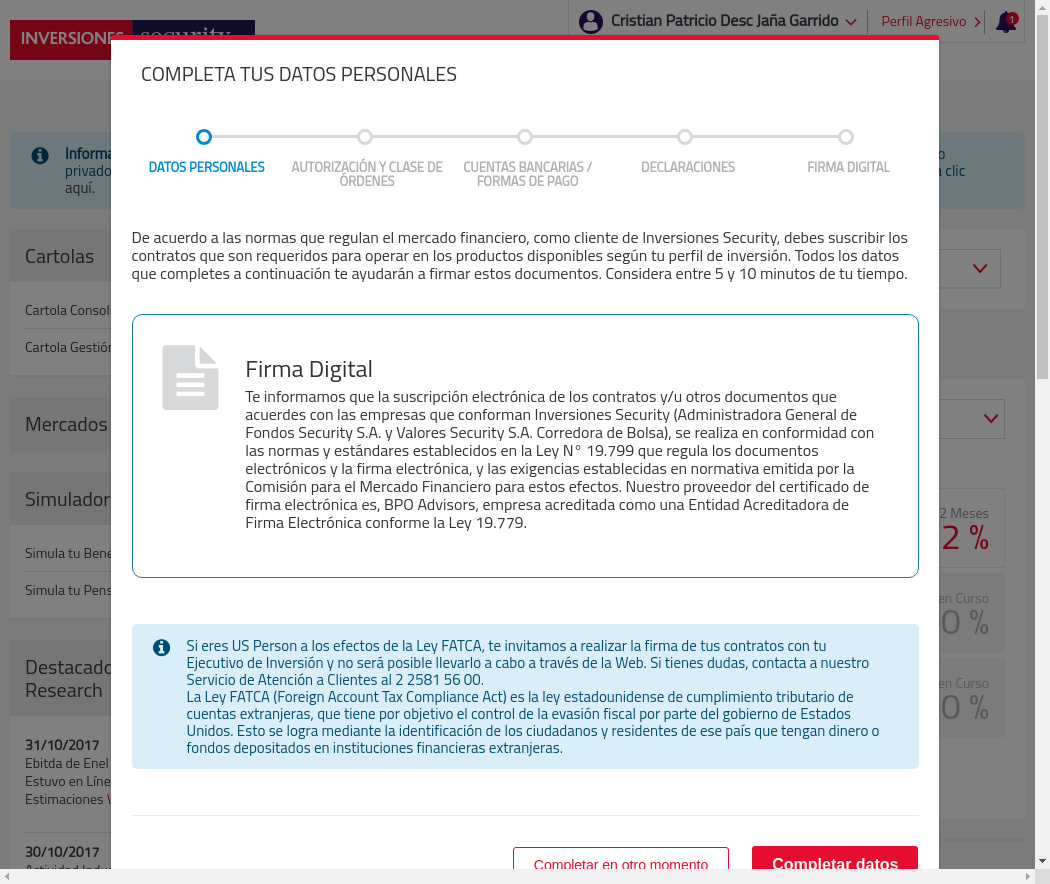 INVERSIONES security
Cristian Patricio Desc Jaña Garrido
Perfil Agresivo
1
COMPLETA TUS DATOS PERSONALES
DATOS PERSONALES
AUTORIZACIÓN Y CLASE DE
ÓRDENES
CUENTAS BANCARIAS /
FORMAS DE PAGO
DECLARACIONES
FIRMA DIGITAL
De acuerdo a las normas que regulan el mercado financiero, como cliente de Inversiones Security, debes suscribir los
contratos que son requeridos para operar en los productos disponibles según tu perfil de inversión. Todos los datos
que completes a continuación te ayudarán a firmar estos documentos. Considera entre 5 y 10 minutos de tu tiempo.
Firma Digital
Te informamos que la suscripción electrónica de los contratos y/u otros documentos que
acuerdes con las empresas que conforman Inversiones Security (Administradora General de
Fondos Security S.A. y Valores Security S.A. Corredora de Bolsa), se realiza en conformidad con
las normas y estándares establecidos en la Ley N° 19.799 que regula los documentos
electrónicos y la firma electrónica, y las exigencias establecidas en normativa emitida por la
Comisión para el Mercado Financiero para estos efectos. Nuestro proveedor del certificado de
firma electrónica es, BPO Advisors, empresa acreditada como una Entidad Acreditadora de
Firma Electrónica conforme la Ley 19.779.
Si eres US Person a los efectos de la Ley FATCA, te invitamos a realizar la firma de tus contratos con tu
Ejecutivo de Inversión y no será posible llevarlo a cabo a través de la Web. Si tienes dudas, contacta a nuestro
Servicio de Atención a Clientes al 2 2581 56 00.
La Ley FATCA (Foreign Account Tax Compliance Act) es la ley estadounidense de cumplimiento tributario de
cuentas extranjeras, que tiene por objetivo el control de la evasión fiscal por parte del gobierno de Estados
Unidos. Esto se logra mediante la identificación de los ciudadanos y residentes de ese país que tengan dinero o
fondos depositados en instituciones financieras extranjeras.
Completar en otro momento
Completar datos
Informa
privado
aquí.
o
clic
Cartolas
Cartola Consol
Cartola Gestión
Mercados
Simulador
Simula tu Bene
Simula tu Pens
Destacado
Research
31/10/2017
Ebitda de Enel
Estuvo en Líne
Estimaciones
30/10/2017
2 Meses
2 %
en Curso
0 %
en Curso
0 %